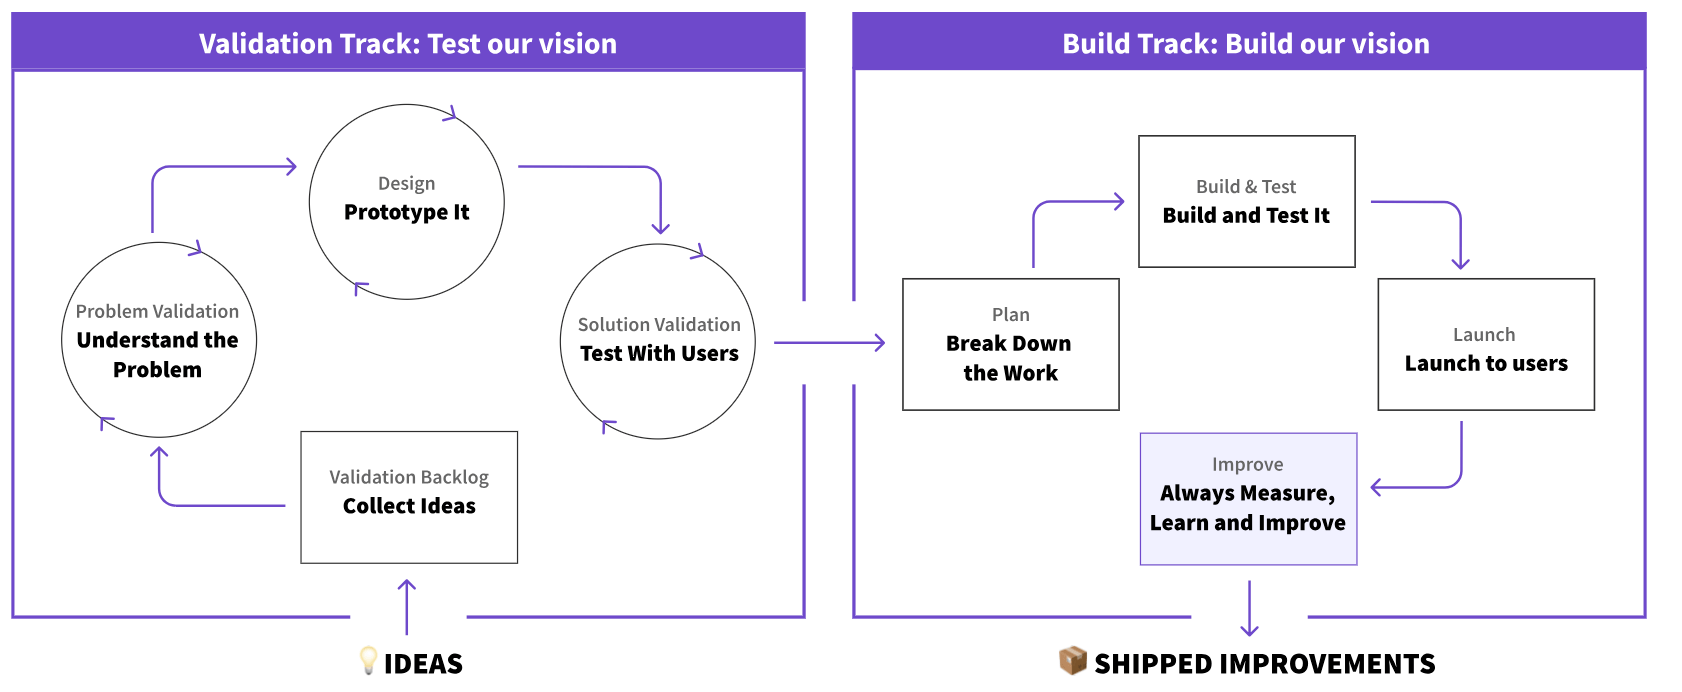 Validation Track: Test our vision
Design
Prototype It
Problem Validation
Understand the
Problem
Solution Validation
Test With Users
Validation Backlog
Collect Ideas
IDEAS
Build Track: Build our vision
Build & Test
Build and Test It
Plan
Break Down
the Work
Launch
Launch to users
Improve
Always Measure,
Learn and Improve
SHIPPED IMPROVEMENTS